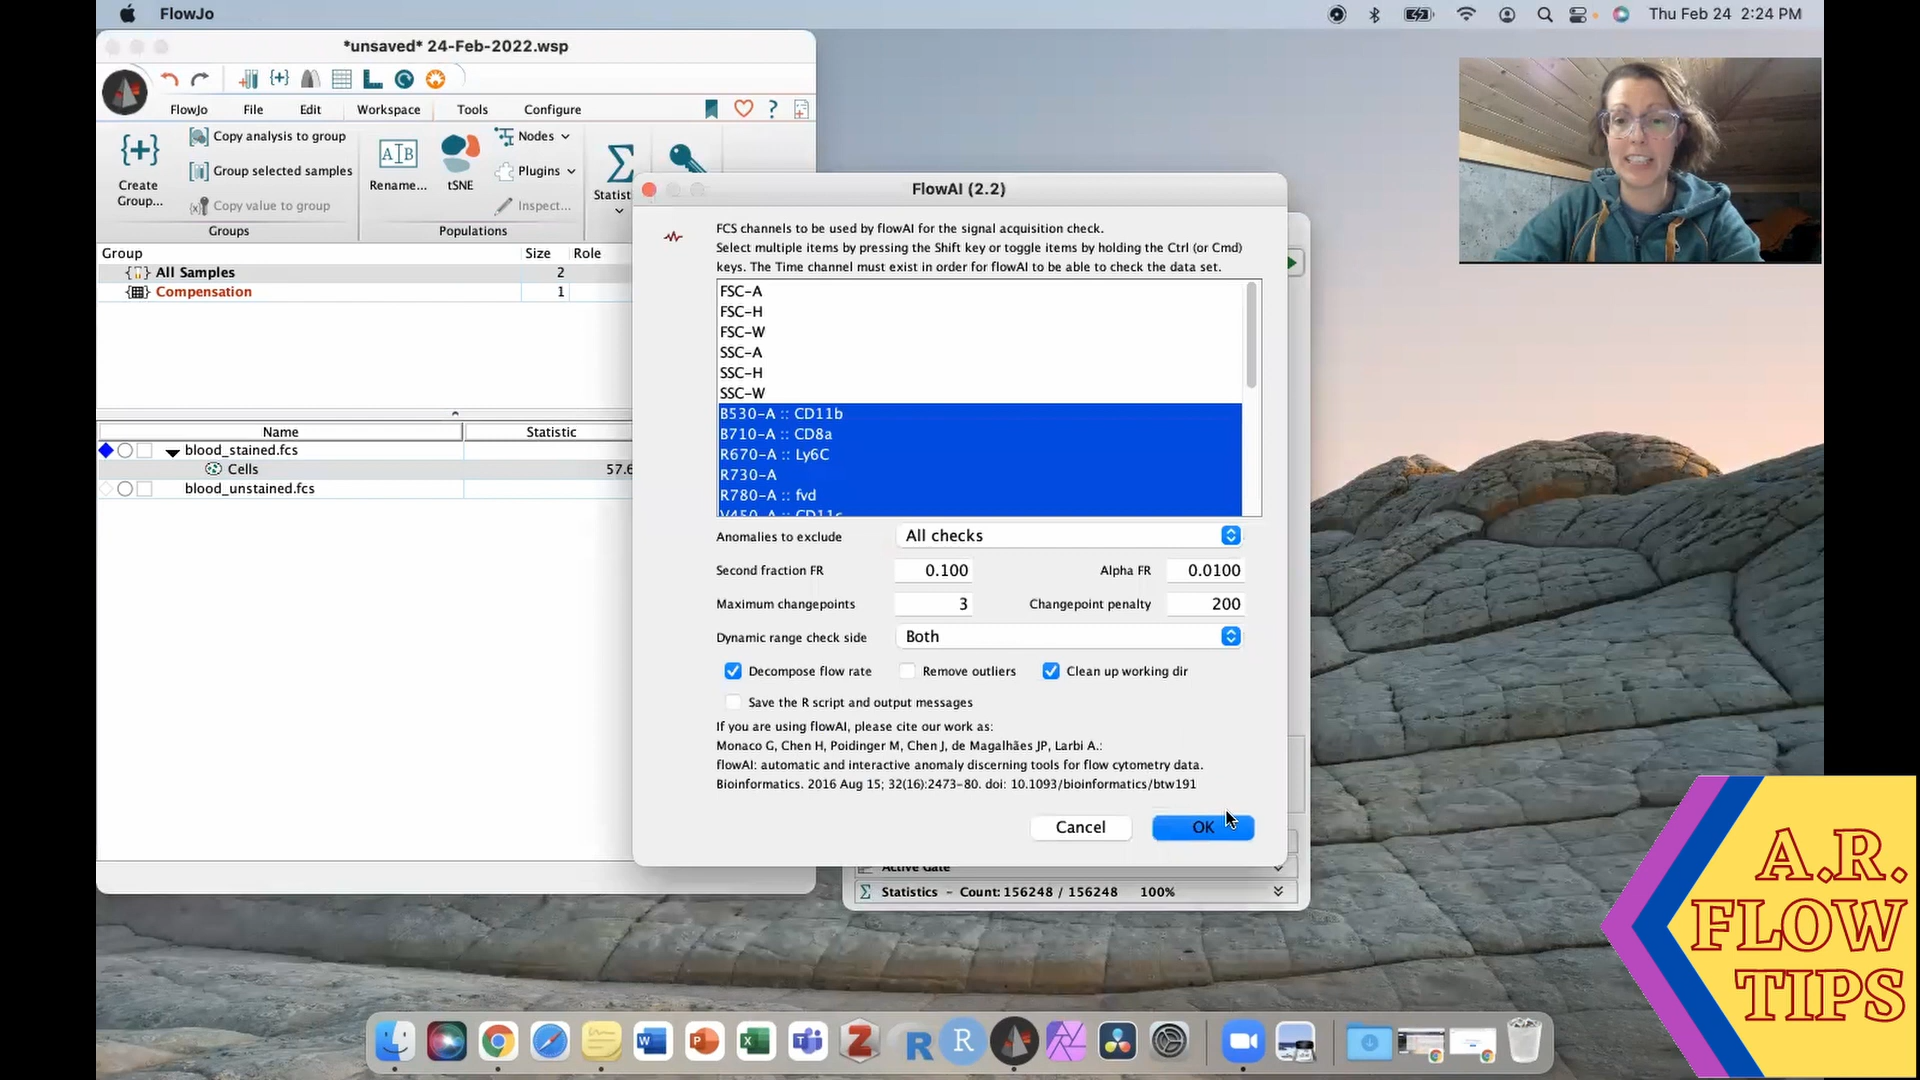 FlowJo
Thu Feb 24 2:24 PM
*unsaved* 24-Feb-2022.wsp
FlowJo File Edit Workspace Tools Configure
Create Group...
Copy analysis to group
Group selected samples
Copy value to group
Groups
Rename...
tSNE
Nodes
Plugins
Inspect...
Populations
Statist
Group Size Role
All Samples 2
Compensation 1
Name Statistic
blood_stained.fcs
Cells 57.6
blood_unstained.fcs
FlowAI (2.2)
FCS channels to be used by flowAI for the signal acquisition check.
Select multiple items by pressing the Shift key or toggle items by holding the Ctrl (or Cmd)
keys. The Time channel must exist in order for flowAI to be able to check the data set.
FSC-A
FSC-H
FSC-W
SSC-A
SSC-H
SSC-W
B530-A :: CD11b
B710-A :: CD8a
R670-A :: Ly6C
R730-A
R780-A :: fvd
V450-A :: CD11c
Anomalies to exclude All checks
Second fraction FR 0.100 Alpha FR 0.0100
Maximum changepoints 3 Changepoint penalty 200
Dynamic range check side Both
Decompose flow rate Remove outliers Clean up working dir
Save the R script and output messages
If you are using flowAI, please cite our work as:
Monaco G, Chen H, Poidinger M, Chen J, de Magalhães JP, Larbi A.:
flowAI: automatic and interactive anomaly discerning tools for flow cytometry data.
Bioinformatics. 2016 Aug 15; 32(16):2473-80. doi: 10.1093/bioinformatics/btw191
Cancel OK
Active Gate
Statistics - Count: 156248 / 156248 100%
A.R.
FLOW
TIPS